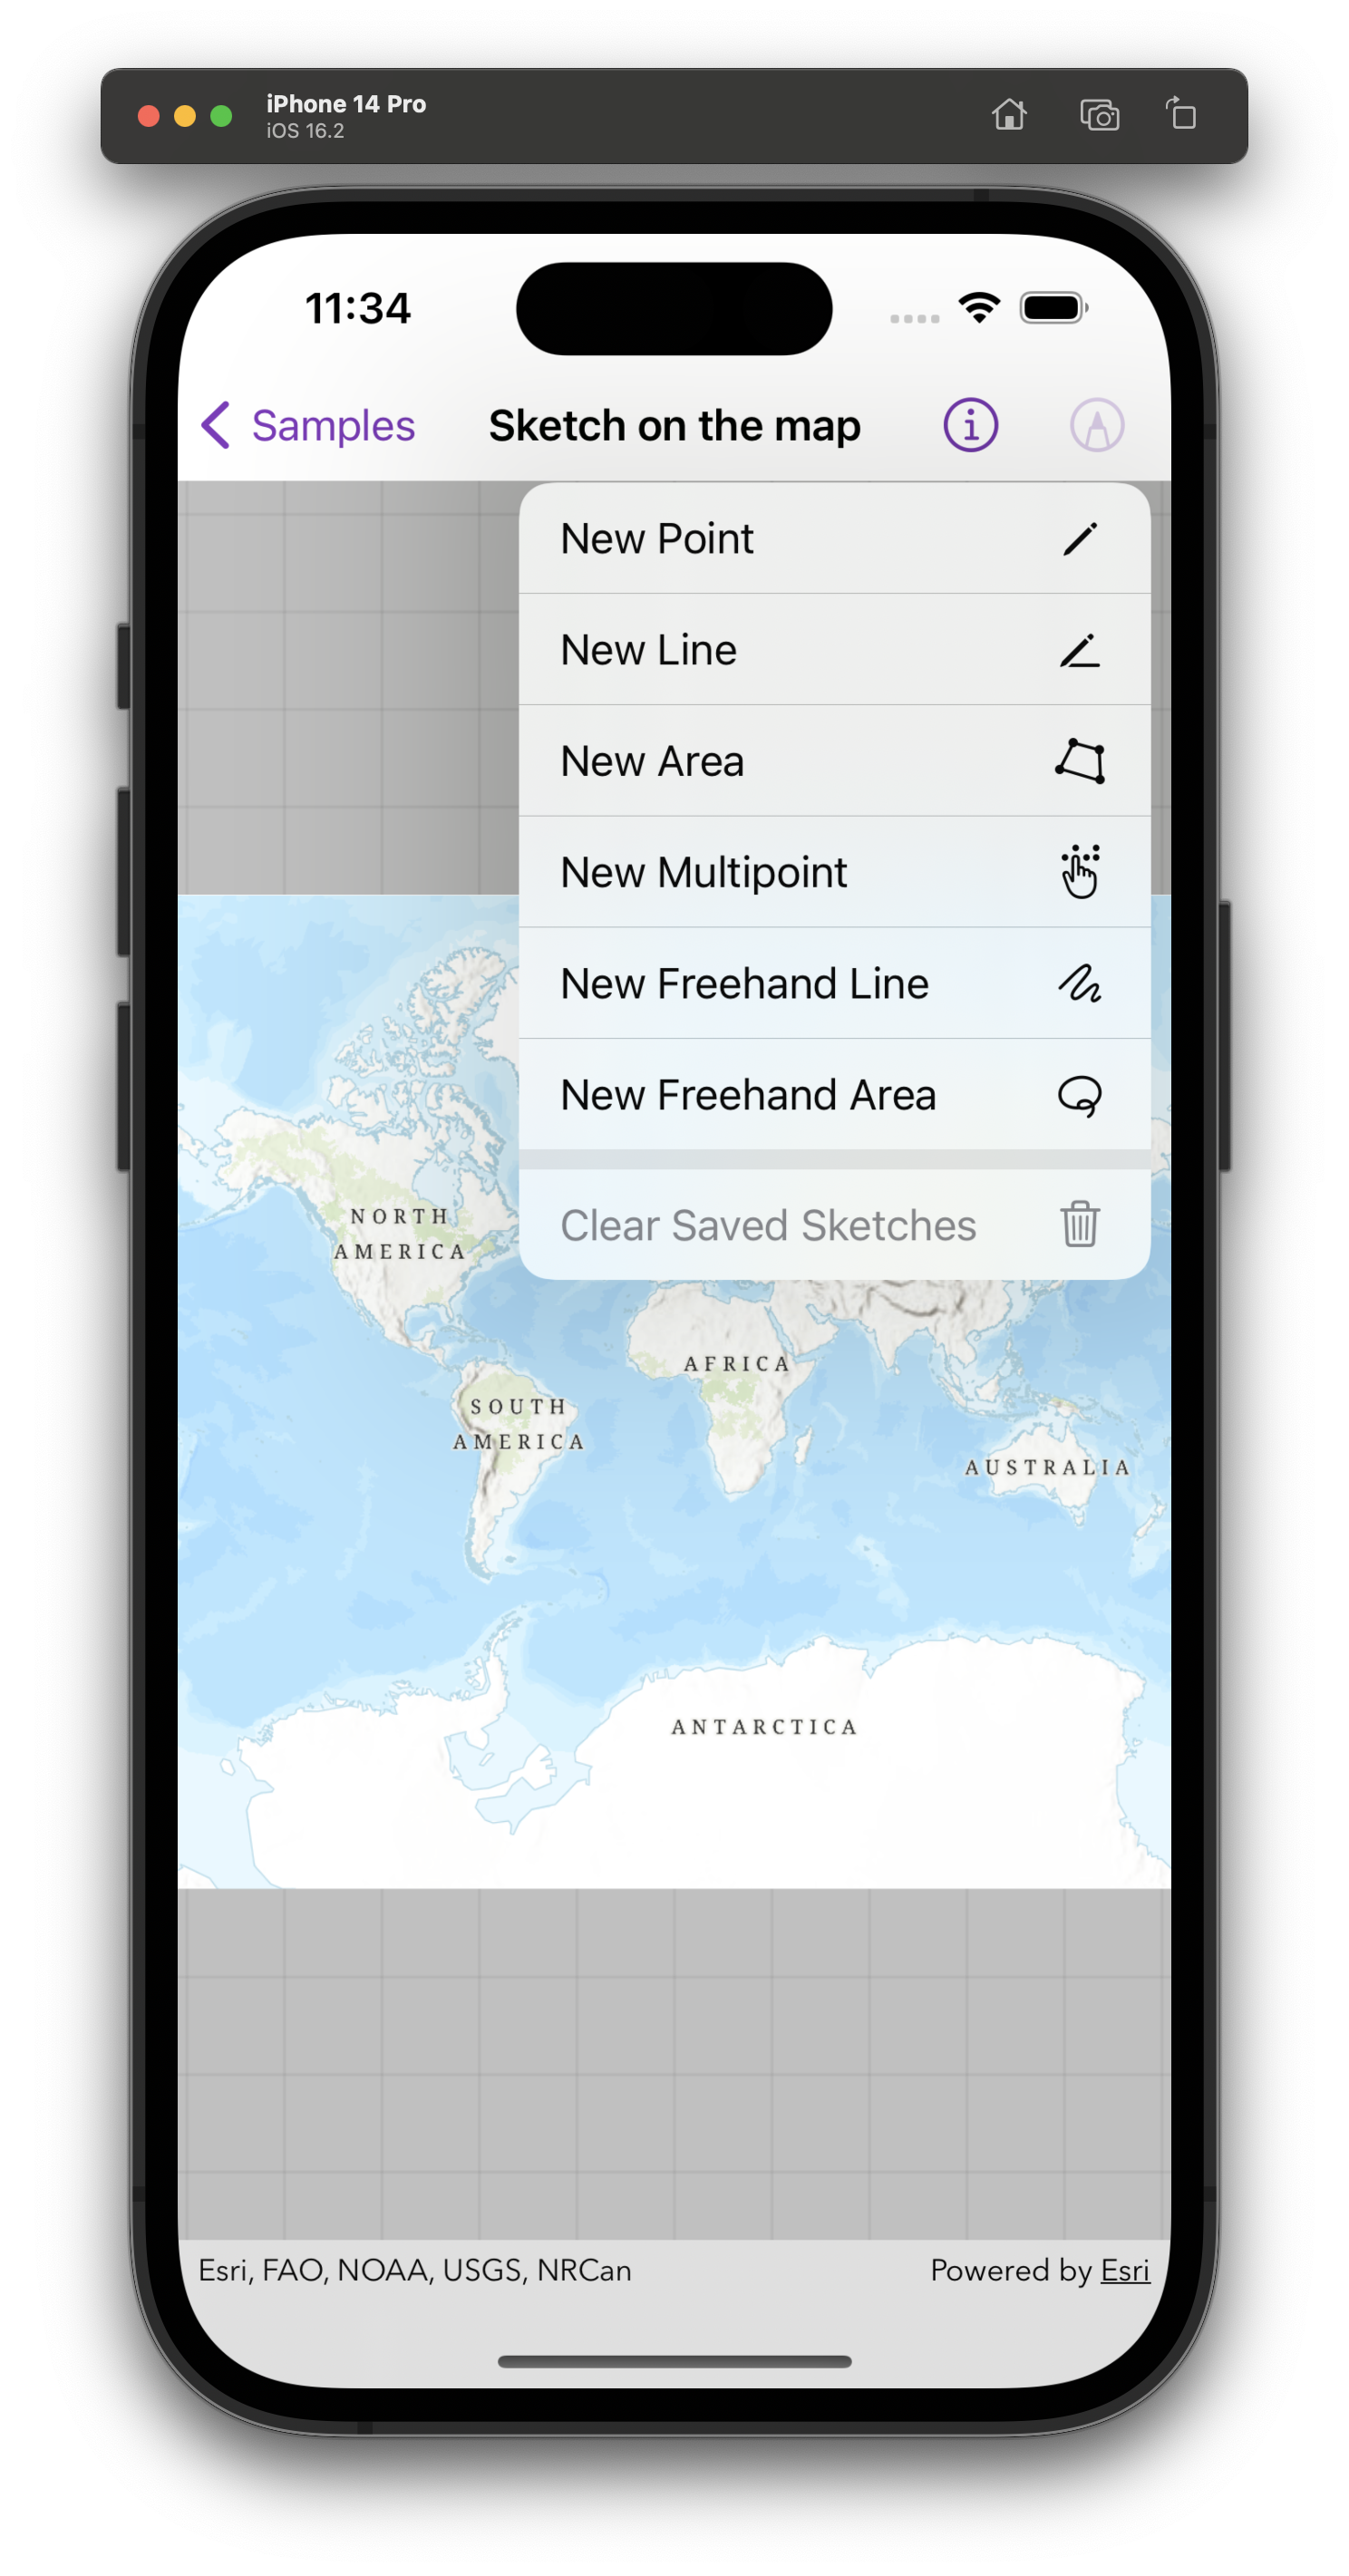 iPhone 14 Pro
iOS 16.2
11:34
Samples
Sketch on the map
New Point
New Line
New Area
New Multipoint
New Freehand Line
New Freehand Area
Clear Saved Sketches
NORTH
AMERICA
AFRICA
SOUTH
AMERICA
AUSTRALIA
ANTARCTICA
Esri, FAO, NOAA, USGS, NRCan
Powered by Esri